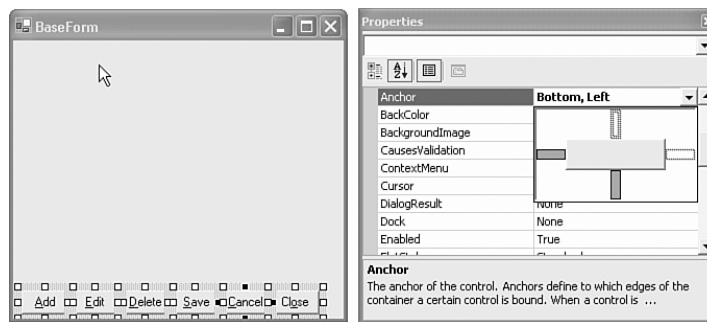 BaseForm
Add Edit Delete Save Cancel Close
Properties
Anchor Bottom, Left
BackColor
BackgroundImage
CausesValidation
ContextMenu
Cursor
DialogResult None
Dock None
Enabled True
Anchor
The anchor of the control. Anchors define to which edges of the
container a certain control is bound. When a control is ...